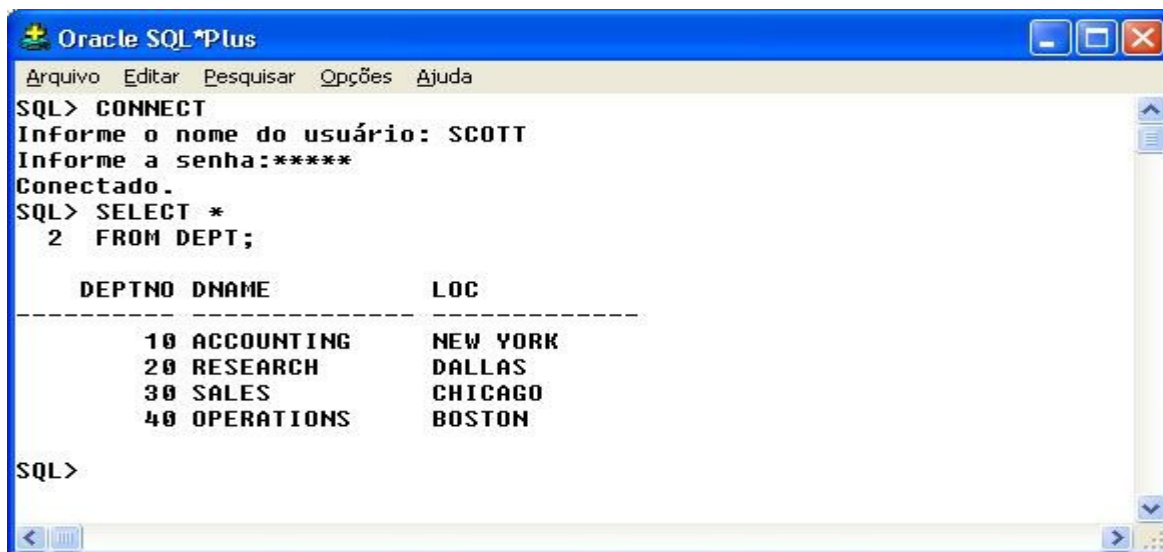 Oracle SQL*Plus
Arquivo Editar Pesquisar Opções Ajuda
SQL> CONNECT
Informe o nome do usuário: SCOTT
Informe a senha:*****
Conectado.
SQL> SELECT *
  2  FROM DEPT;
    DEPTNO DNAME          LOC
---------- -------------- -------------
        10 ACCOUNTING     NEW YORK
        20 RESEARCH       DALLAS
        30 SALES          CHICAGO
        40 OPERATIONS     BOSTON
SQL>